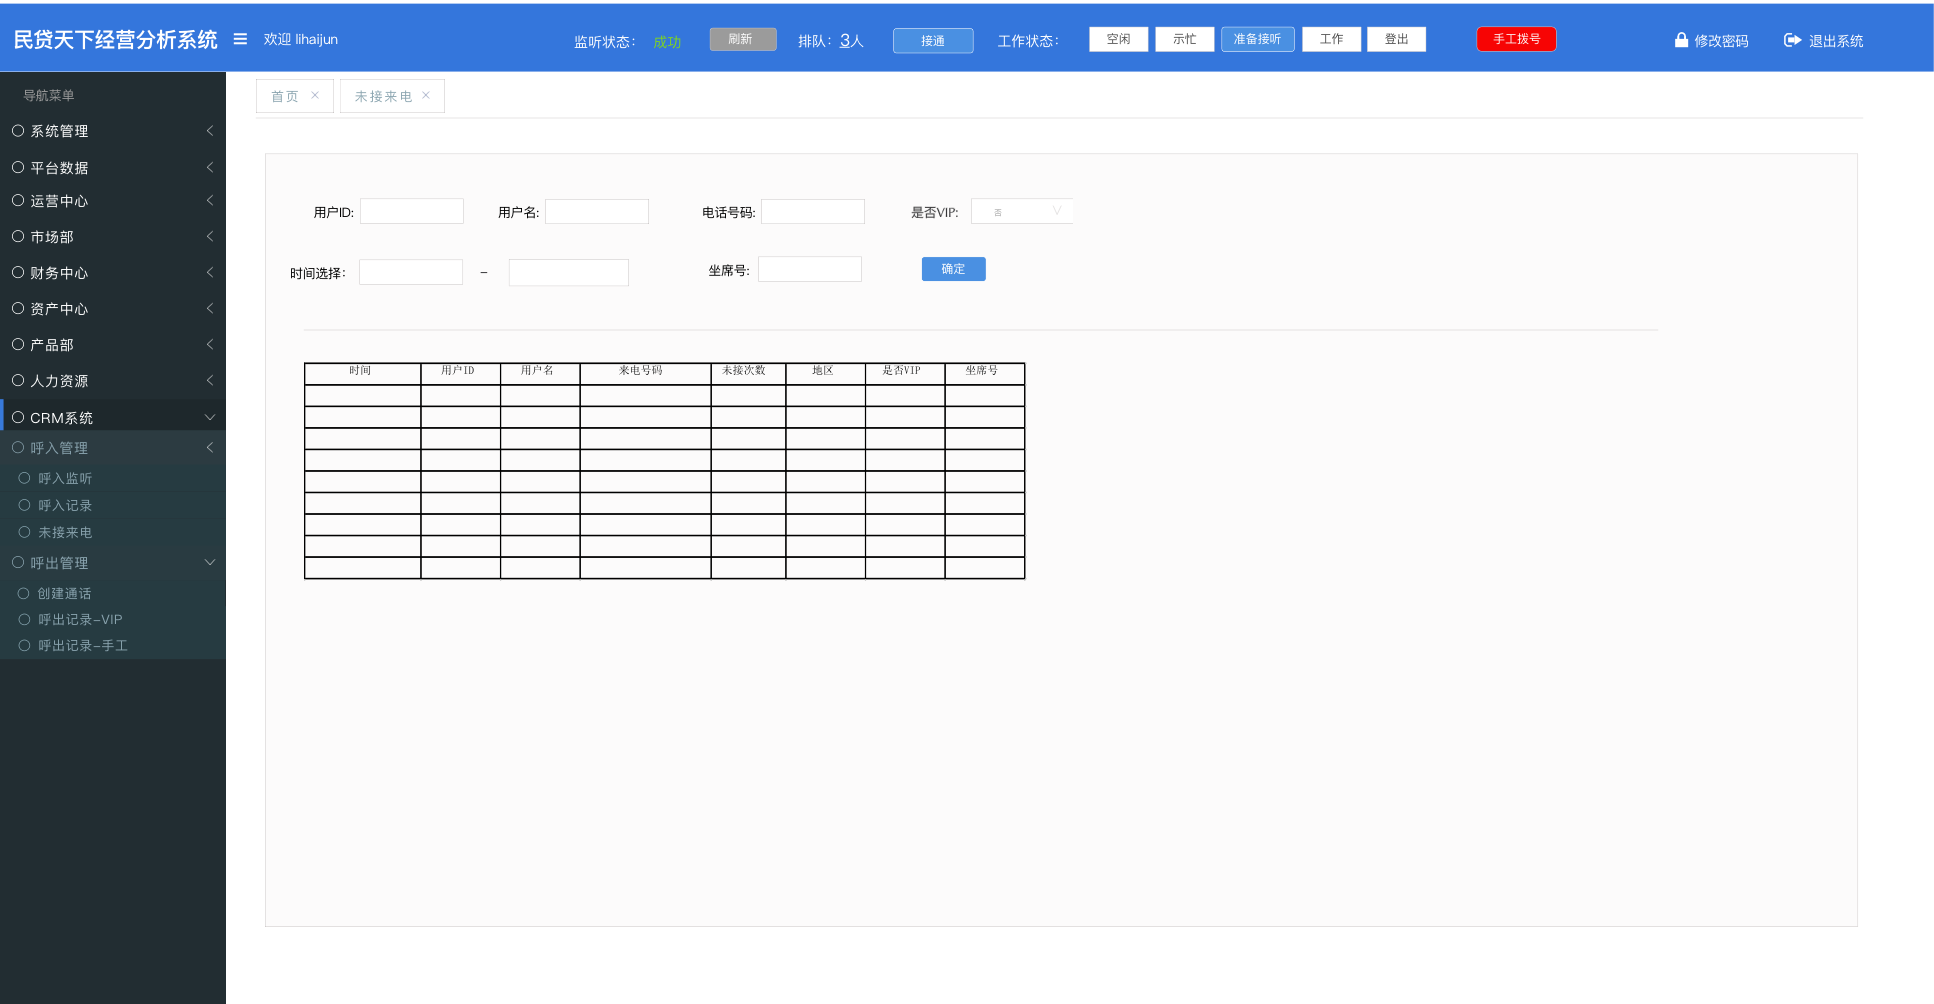 民贷天下经营分析系统 欢迎 lihaijun 监听状态： 成功 刷新 排队：3人 接通 工作状态： 空闲 示忙 准备接听 工作 登出 手工拨号 修改密码 退出系统
导航菜单
系统管理
平台数据
运营中心
市场部
财务中心
资产中心
产品部
人力资源
CRM系统
呼入管理
呼入监听
呼入记录
未接来电
呼出管理
创建通话
呼出记录-VIP
呼出记录-手工
首页 × 未接来电 ×
用户ID: 用户名: 电话号码: 是否VIP: 否
时间选择： - 坐席号: 确定
时间 用户ID 用户名 来电号码 未接次数 地区 是否VIP 坐席号